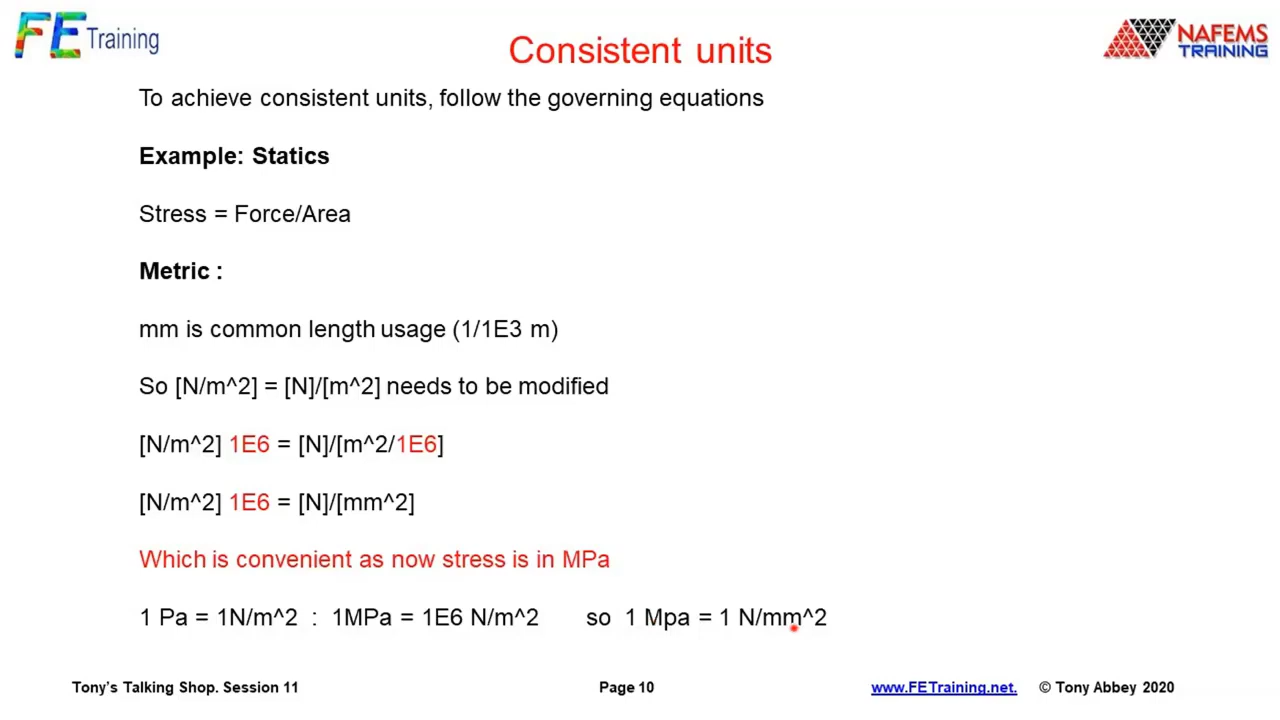 FE Training
NAFEMS
TRAINING
Consistent units
To achieve consistent units, follow the governing equations
Example: Statics
Stress = Force/Area
Metric :
mm is common length usage (1/1E3 m)
So [N/m^2] = [N]/[m^2] needs to be modified
[N/m^2] 1E6 = [N]/[m^2/1E6]
[N/m^2] 1E6 = [N]/[mm^2]
Which is convenient as now stress is in MPa
1 Pa = 1N/m^2 : 1MPa = 1E6 N/m^2 so 1 Mpa = 1 N/mm^2
Tony's Talking Shop. Session 11 Page 10 www.FETraining.net. © Tony Abbey 2020